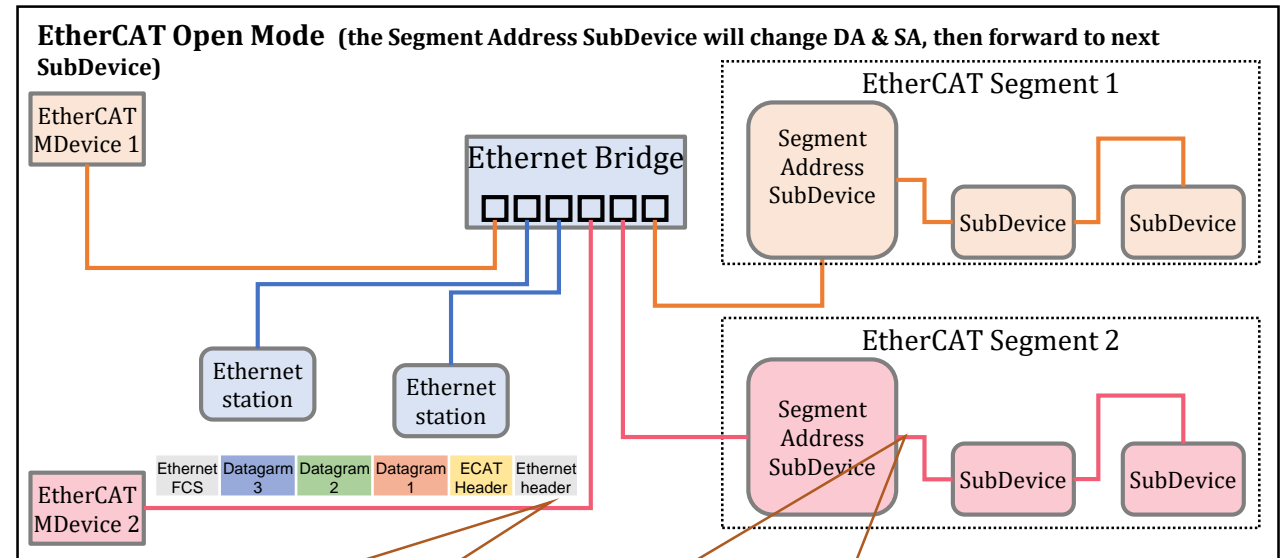 EtherCAT Open Mode (the Segment Address SubDevice will change DA & SA, then forward to next
SubDevice)
EtherCAT
MDevice 1
Ethernet Bridge
EtherCAT Segment 1
Segment
Address
SubDevice
SubDevice
SubDevice
Ethernet
station
Ethernet
station
EtherCAT Segment 2
Segment
Address
SubDevice
SubDevice
SubDevice
EtherCAT
MDevice 2
Ethernet
FCS
Datagarm
3
Datagram
2
Datagram
1
ECAT
Header
Ethernet
header